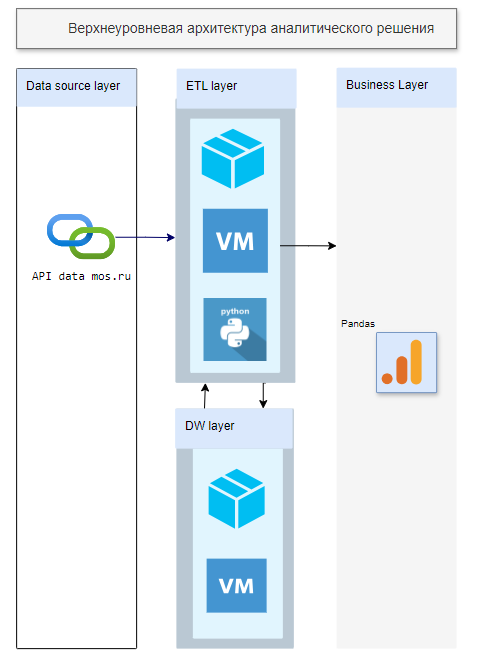 Верхнеуровневая архитектура аналитического решения
Data source layer
ETL layer
Business Layer
VM
API data mos.ru
python
Pandas
DW layer
VM